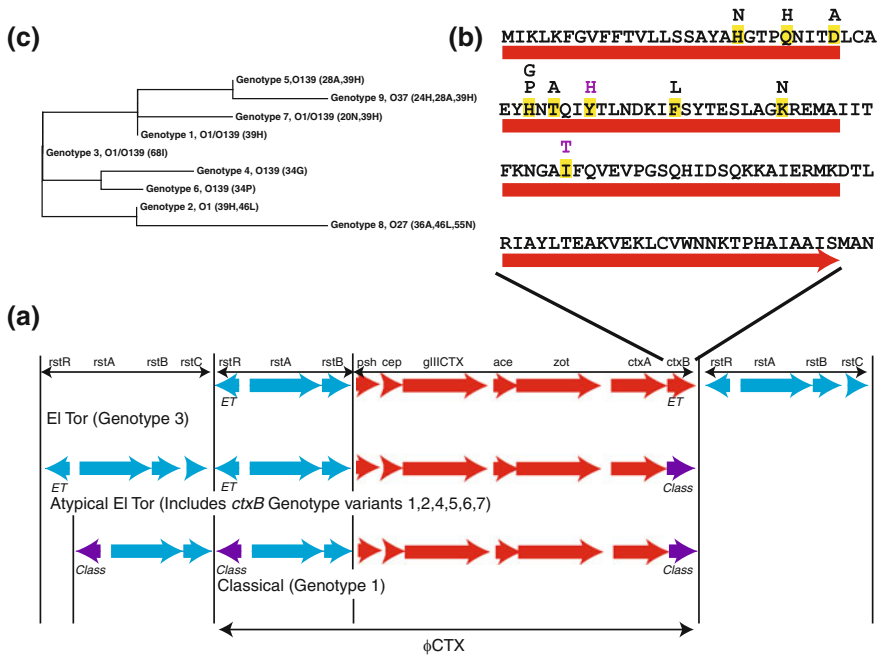 (c)
Genotype 5,O139 (28A,39H)
Genotype 9, O37 (24H,28A,39H)
Genotype 7, O1/O139 (20N,39H)
Genotype 1, O1/O139 (39H)
Genotype 3, O1/O139 (68I)
Genotype 4, O139 (34G)
Genotype 6, O139 (34P)
Genotype 2, O1 (39H,46L)
Genotype 8, O27 (36A,46L,55N)
(b)
N H A
MIKLKFGVFFTVLLSSAYAHGTPQNITDLCA
G
P A H L N
EYHNTQIYTLNDKIFSYTESLAGKREMAIIT
T
FKNGAIFQVEVPGSQHIDSQKKAIERMKDTL
RIAYLTEAKVEKLCVWNNKTPHAIAAISMAN
(a)
rstR rstA rstB rstC rstR rstA rstB psh cep gIIICTX ace zot ctxA ctxB rstR rstA rstB rstC
ET ET
El Tor (Genotype 3)
ET ET Class
Atypical El Tor (Includes ctxB Genotype variants 1,2,4,5,6,7)
Class Class Class
Classical (Genotype 1)
ϕCTX